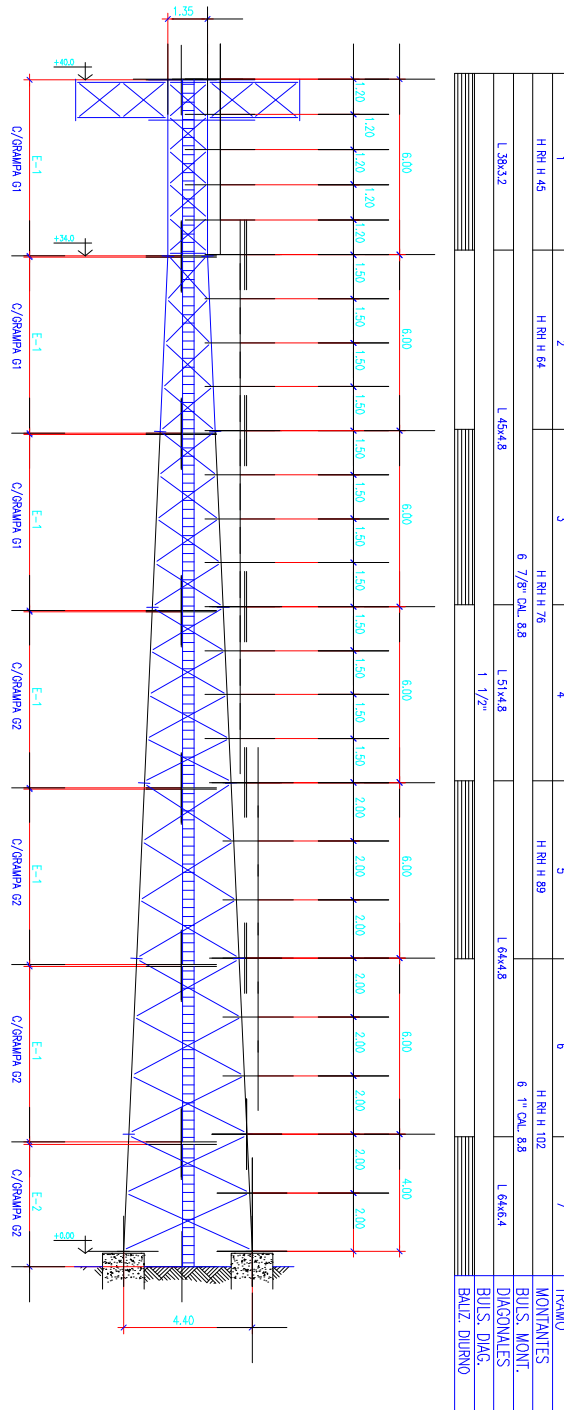 TRAMO
1
2
3
4
5
6
7
MONTANTES
H RH H 45
H RH H 64
H RH H 76
H RH H 89
H RH H 102
BULS. MONT.
6 7/8" CAL. 8.8
6 1" CAL. 8.8
DIAGONALES
L 38x3.2
L 45x4.8
L 51x4.8
L 64x4.8
L 64x6.4
BULS. DIAG.
1 1/2"
BALIZ. DIURNO
6.00
6.00
6.00
6.00
6.00
6.00
4.00
1.20
1.20
1.20
1.20
1.20
1.50
1.50
1.50
1.50
1.50
1.50
1.50
1.50
1.50
1.50
1.50
1.50
2.00
2.00
2.00
2.00
2.00
2.00
2.00
2.00
1.36
4.40
+40.0
+34.0
+0.00
E-1
C/GRAMPA G1
E-1
C/GRAMPA G1
E-1
C/GRAMPA G1
E-1
C/GRAMPA G2
E-1
C/GRAMPA G2
E-1
C/GRAMPA G2
E-2
C/GRAMPA G2